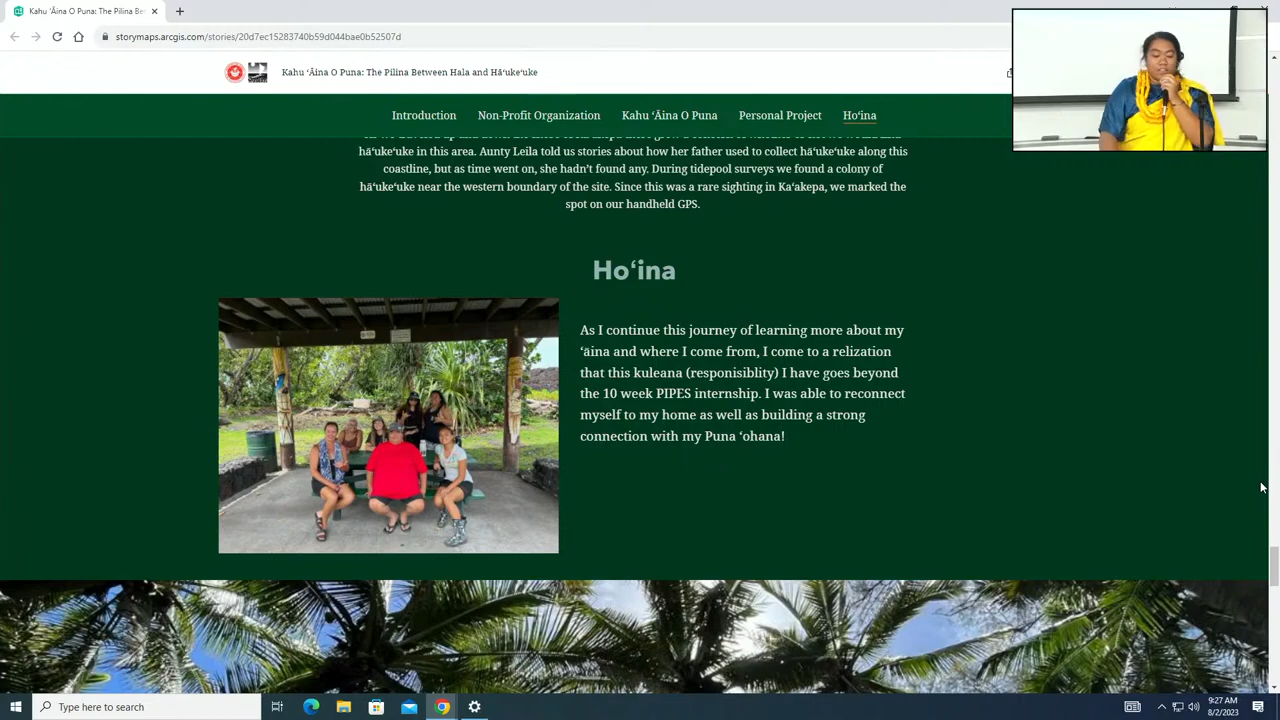 Kahu ʻĀina O Puna: The Pilina Be
storymaps.arcgis.com/stories/20d7ec15283740b59d044bae0b52507d
Kahu ʻĀina O Puna: The Pilina Between Hala and Hāʻukeʻuke
Introduction
Non-Profit Organization
Kahu ʻĀina O Puna
Personal Project
Hoʻina
hāʻukeʻuke in this area. Aunty Leila told us stories about how her father used to collect hāʻukeʻuke along this
coastline, but as time went on, she hadn't found any. During tidepool surveys we found a colony of
hāʻukeʻuke near the western boundary of the site. Since this was a rare sighting in Kaʻakepa, we marked the
spot on our handheld GPS.
Hoʻina
As I continue this journey of learning more about my
ʻāina and where I come from, I come to a relization
that this kuleana (responisiblity) I have goes beyond
the 10 week PIPES internship. I was able to reconnect
myself to my home as well as building a strong
connection with my Puna ʻohana!
Type here to search
9:27 AM
8/2/2023